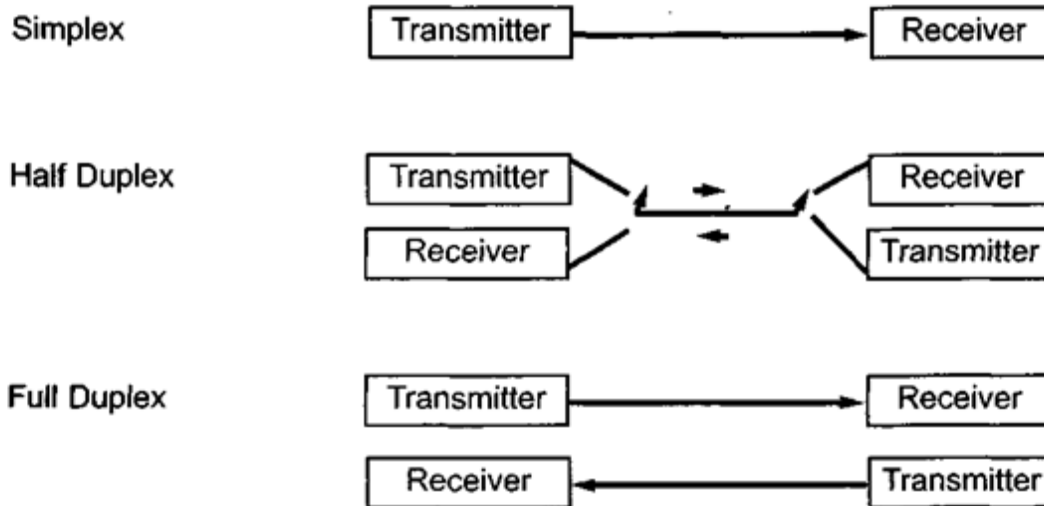 Simplex Transmitter Receiver
Half Duplex Transmitter Receiver
Receiver Transmitter
Full Duplex Transmitter Receiver
Receiver Transmitter